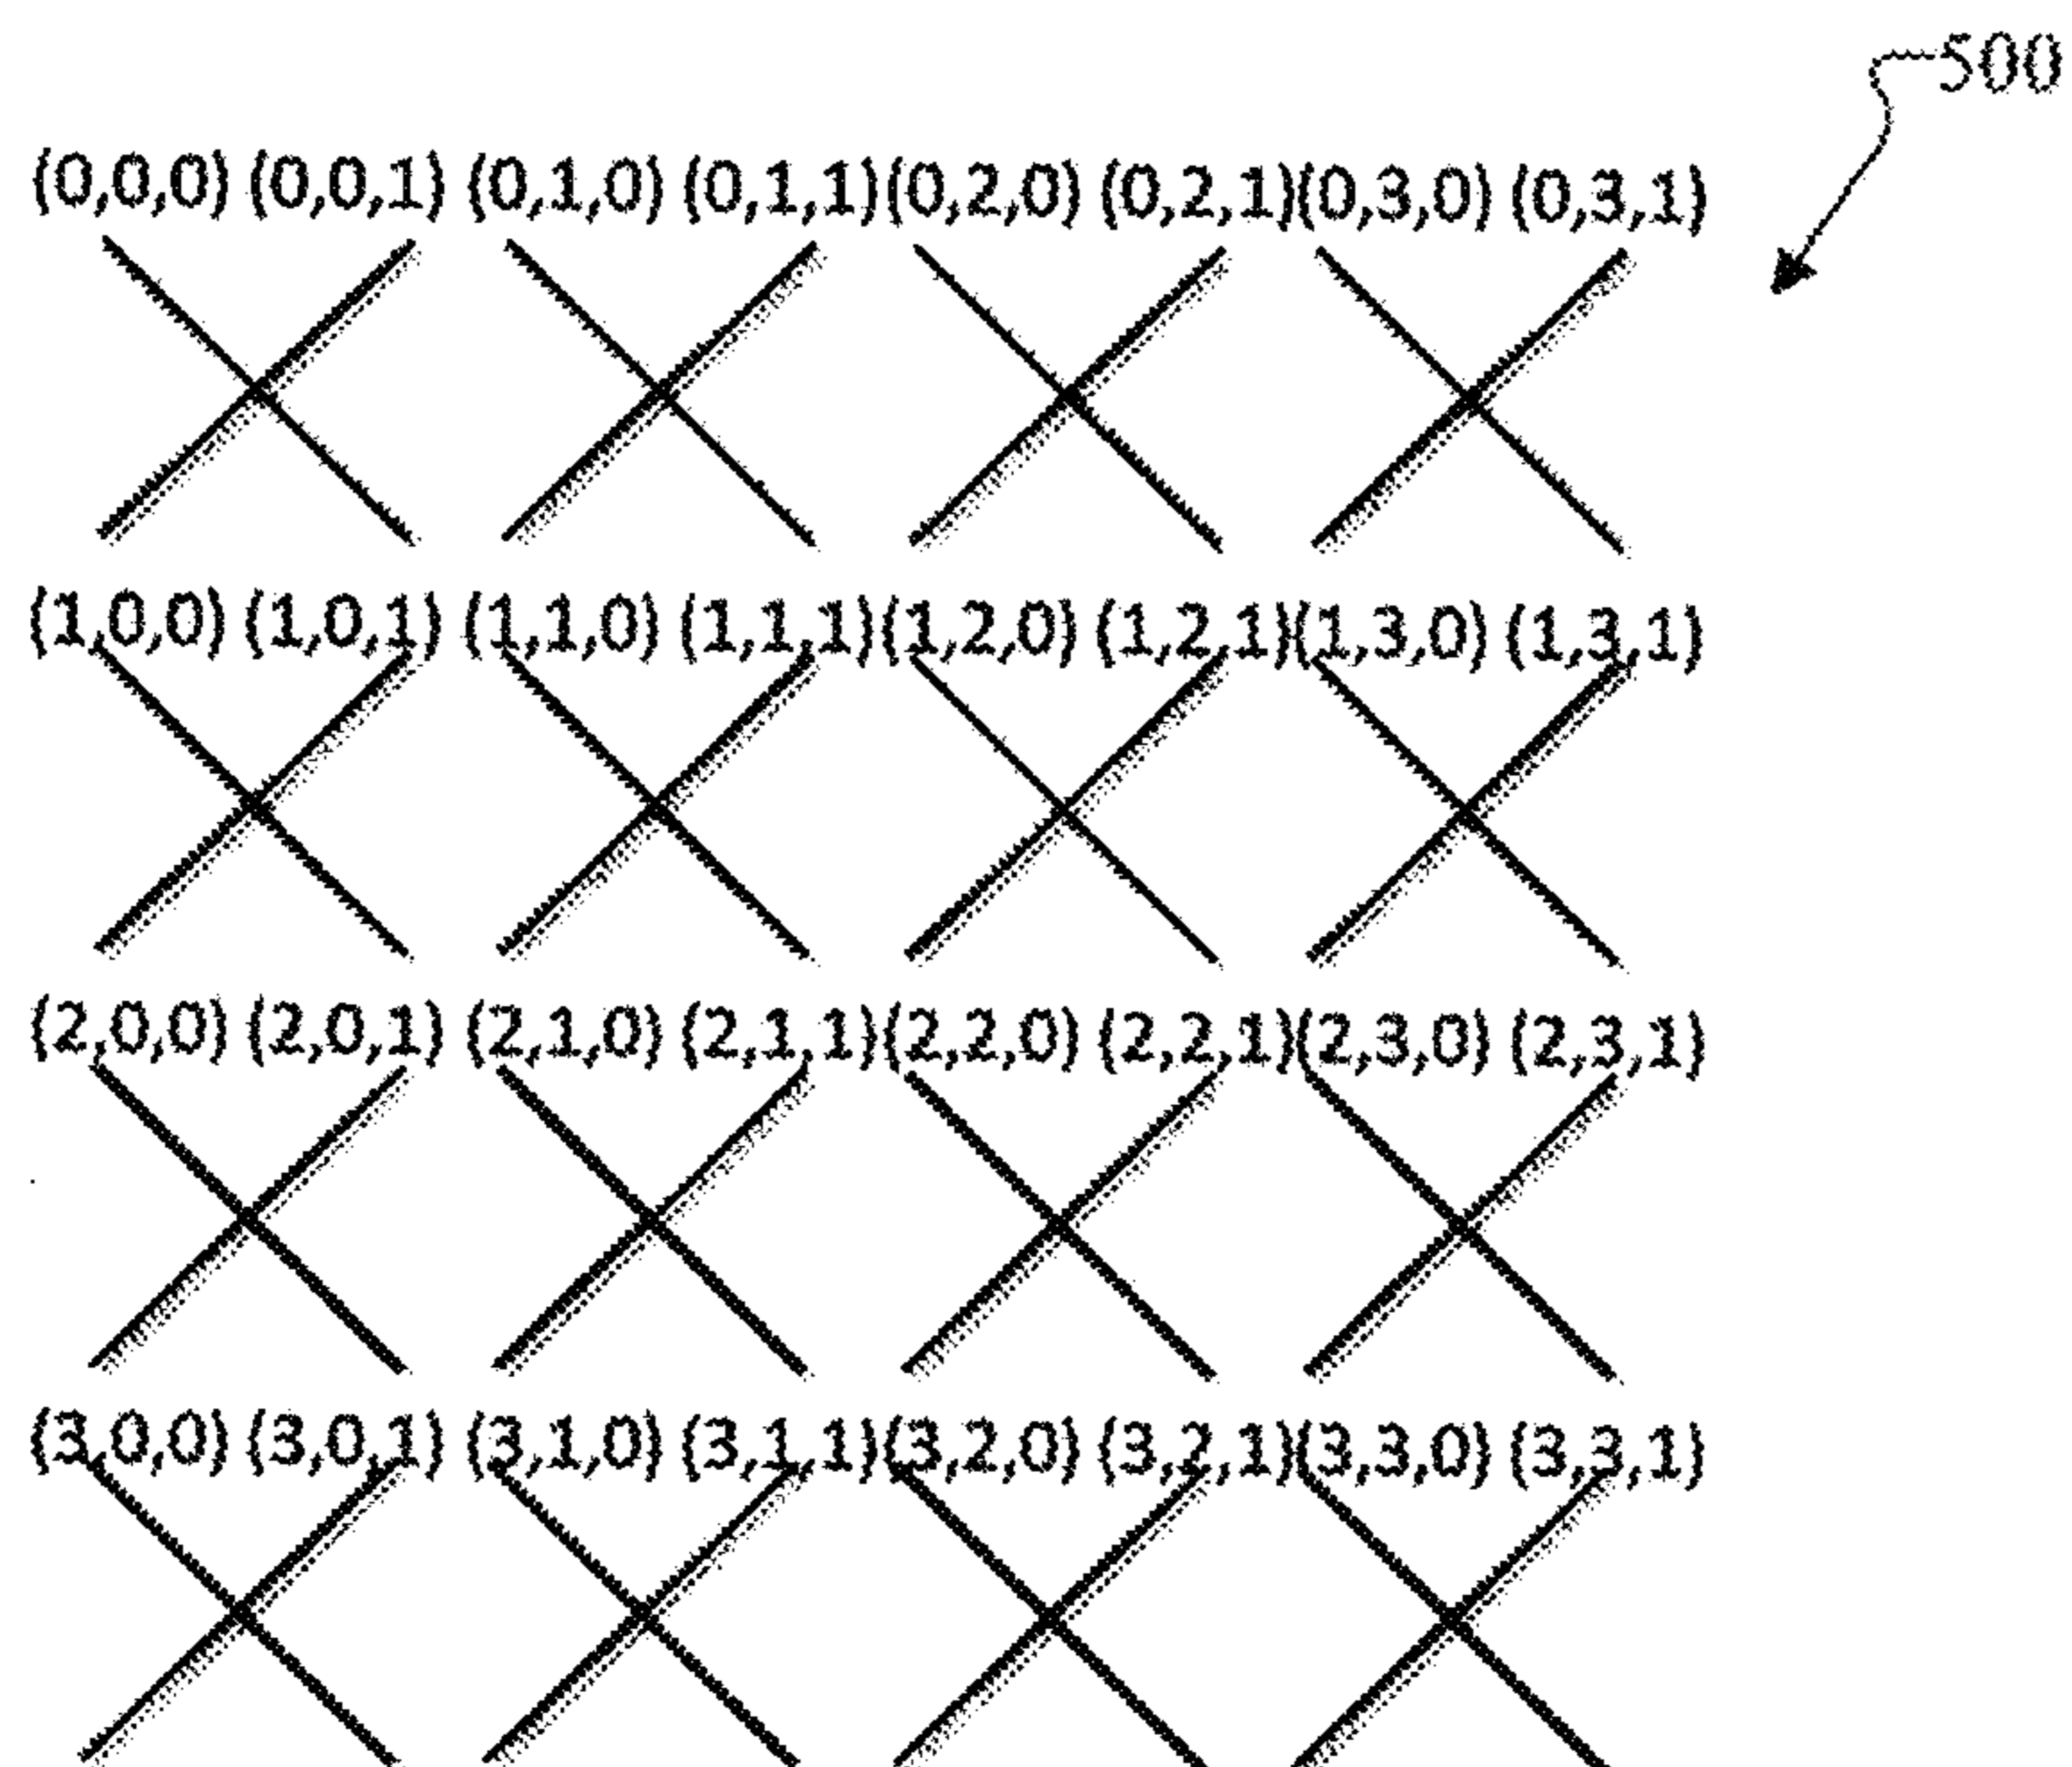 500
(0,0,0) (0,0,1) (0,1,0) (0,1,1)(0,2,0) (0,2,1)(0,3,0) (0,3,1)
(1,0,0) (1,0,1) (1,1,0) (1,1,1)(1,2,0) (1,2,1)(1,3,0) (1,3,1)
(2,0,0) (2,0,1) (2,1,0) (2,1,1)(2,2,0) (2,2,1)(2,3,0) (2,3,1)
(3,0,0) (3,0,1) (3,1,0) (3,1,1)(3,2,0) (3,2,1)(3,3,0) (3,3,1)